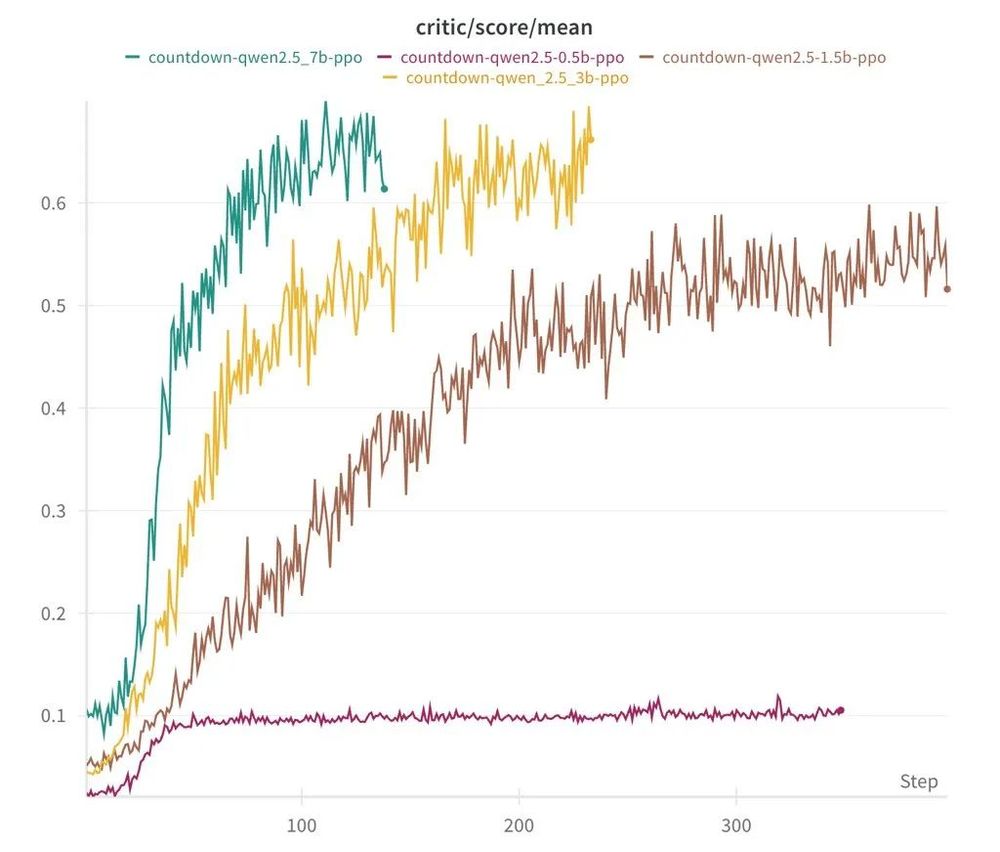 critic/score/mean
countdown-qwen2.5_7b-ppo countdown-qwen2.5-0.5b-ppo countdown-qwen2.5-1.5b-ppo
countdown-qwen_2.5_3b-ppo
0.6
0.5
0.4
0.3
0.2
0.1
Step
100 200 300